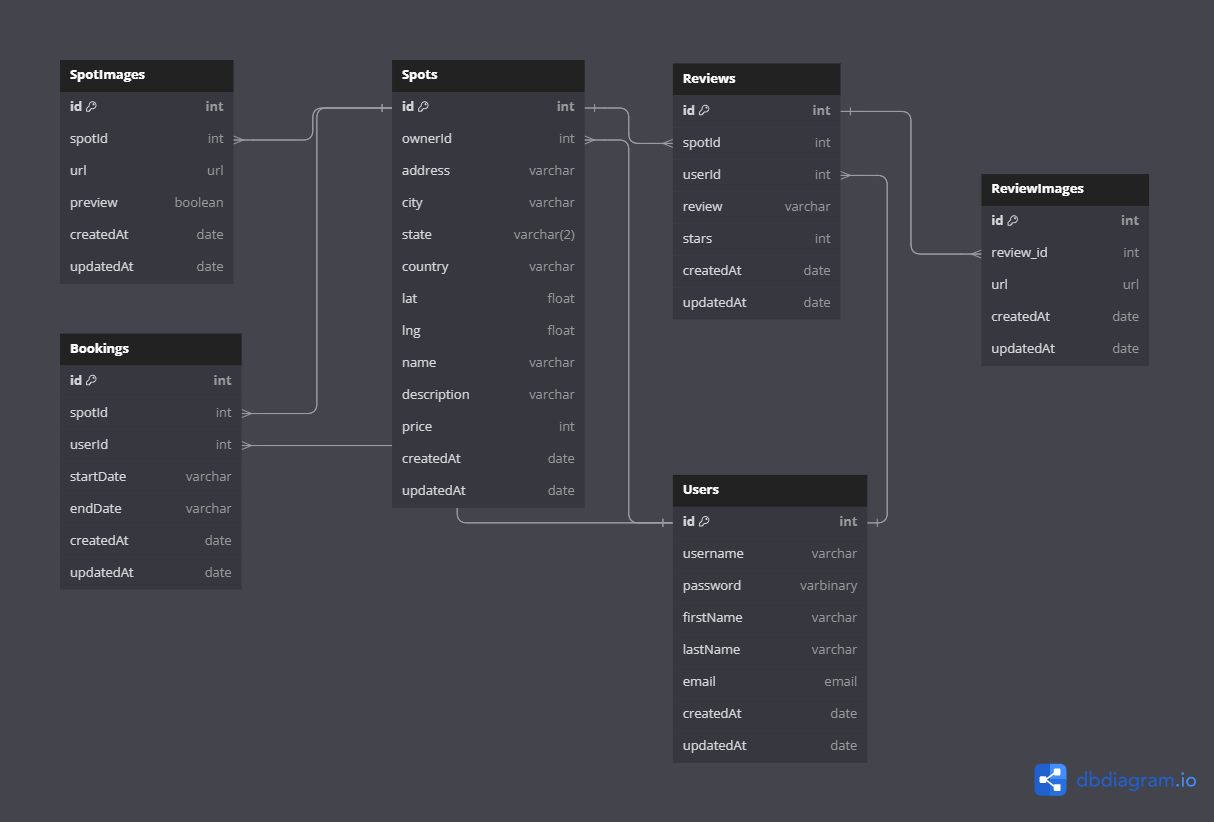 SpotImages
id int
spotId int
url url
preview boolean
createdAt date
updatedAt date
Bookings
id int
spotId int
userId int
startDate varchar
endDate varchar
createdAt date
updatedAt date
Spots
id int
ownerId int
address varchar
city varchar
state varchar(2)
country varchar
lat float
lng float
name varchar
description varchar
price int
createdAt date
updatedAt date
Reviews
id int
spotId int
userId int
review varchar
stars int
createdAt date
updatedAt date
Users
id int
username varchar
password varbinary
firstName varchar
lastName varchar
email email
createdAt date
updatedAt date
ReviewImages
id int
review_id int
url url
createdAt date
updatedAt date
dbdiagram.io